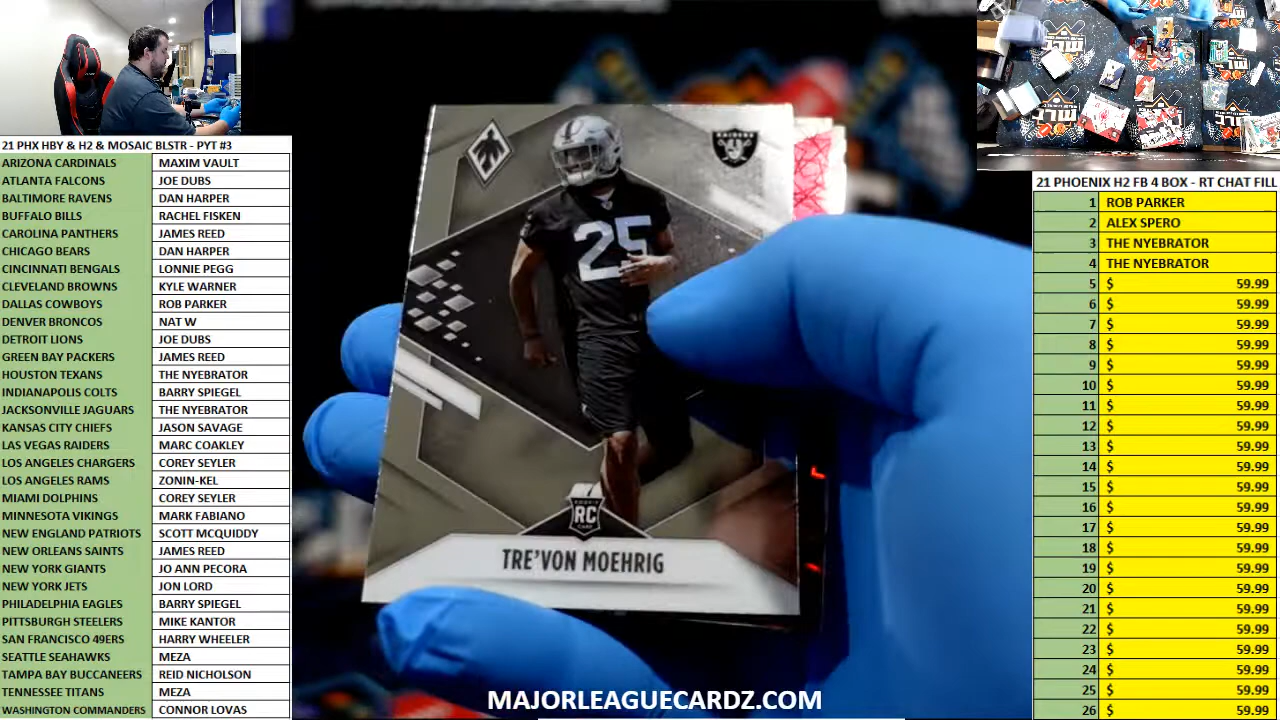 21 PHX HBY & H2 & MOSAIC BLSTR - PYT #3
ARIZONA CARDINALS MAXIM VAULT
ATLANTA FALCONS JOE DUBS
BALTIMORE RAVENS DAN HARPER
BUFFALO BILLS RACHEL FISKEN
CAROLINA PANTHERS JAMES REED
CHICAGO BEARS DAN HARPER
CINCINNATI BENGALS LONNIE PEGG
CLEVELAND BROWNS KYLE WARNER
DALLAS COWBOYS ROB PARKER
DENVER BRONCOS NAT W
DETROIT LIONS JOE DUBS
GREEN BAY PACKERS JAMES REED
HOUSTON TEXANS THE NYEBRATOR
INDIANAPOLIS COLTS BARRY SPIEGEL
JACKSONVILLE JAGUARS THE NYEBRATOR
KANSAS CITY CHIEFS JASON SAVAGE
LAS VEGAS RAIDERS MARC COAKLEY
LOS ANGELES CHARGERS COREY SEYLER
LOS ANGELES RAMS ZONIN-KEL
MIAMI DOLPHINS COREY SEYLER
MINNESOTA VIKINGS MARK FABIANO
NEW ENGLAND PATRIOTS SCOTT MCQUIDDY
NEW ORLEANS SAINTS JAMES REED
NEW YORK GIANTS JO ANN PECORA
NEW YORK JETS JON LORD
PHILADELPHIA EAGLES BARRY SPIEGEL
PITTSBURGH STEELERS MIKE KANTOR
SAN FRANCISCO 49ERS HARRY WHEELER
SEATTLE SEAHAWKS MEZA
TAMPA BAY BUCCANEERS REID NICHOLSON
TENNESSEE TITANS MEZA
WASHINGTON COMMANDERS CONNOR LOVAS
RAIDERS
25
RC
TRE'VON MOEHRIG
MAJORLEAGUECARDZ.COM
MLC
21 PHOENIX H2 FB 4 BOX - RT CHAT FILL
1 ROB PARKER
2 ALEX SPERO
3 THE NYEBRATOR
4 THE NYEBRATOR
5 $ 59.99
6 $ 59.99
7 $ 59.99
8 $ 59.99
9 $ 59.99
10 $ 59.99
11 $ 59.99
12 $ 59.99
13 $ 59.99
14 $ 59.99
15 $ 59.99
16 $ 59.99
17 $ 59.99
18 $ 59.99
19 $ 59.99
20 $ 59.99
21 $ 59.99
22 $ 59.99
23 $ 59.99
24 $ 59.99
25 $ 59.99
26 $ 59.99